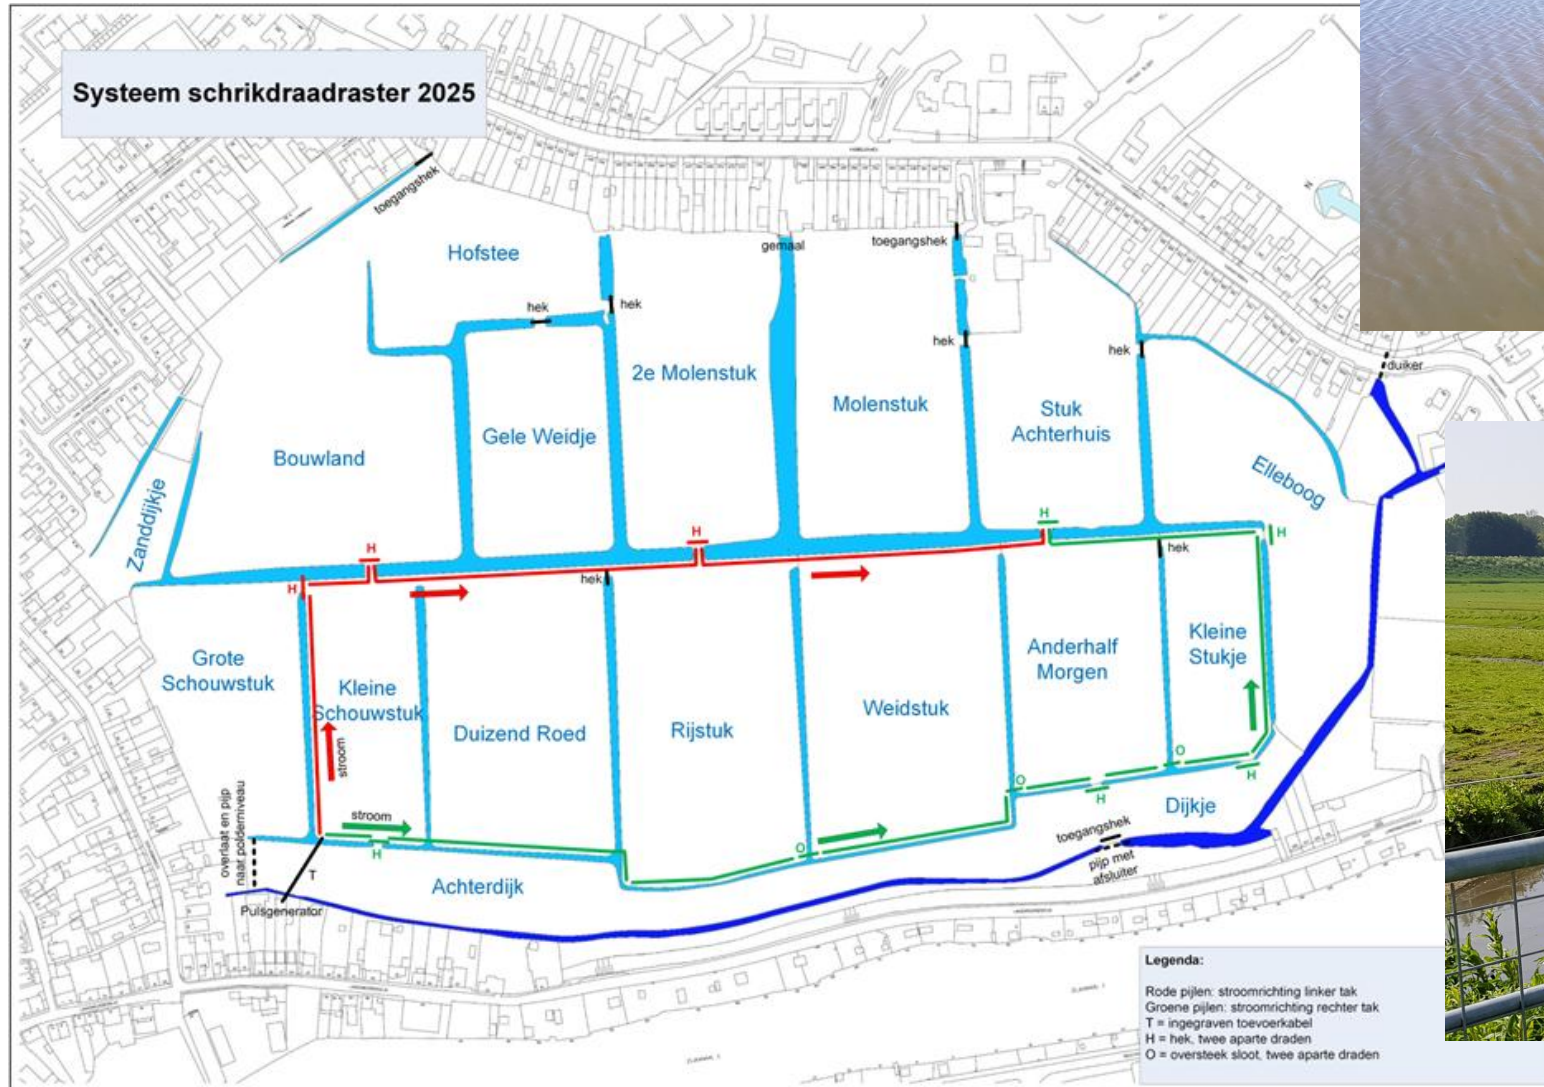 Systeem schrikdraadraster 2025
toegangshek
Hofstee
gemaal
toegangshek
hek
hek
hek
hek
duiker
2e Molenstuk
Molenstuk
Stuk
Achterhuis
Gele Weidje
Bouwland
Elleboog
Zanddijkje
H
H
H
H
H
hek
hek
Grote
Schouwstuk
Kleine
Schouwstuk
Duizend Roed
Rijstuk
Weidstuk
Anderhalf
Morgen
Kleine
Stukje
stroom
stroom
overlaat en pijp
naar polderniveau
H
O
O
H
O
H
Dijkje
toegangshek
pijp met
afsluiter
T
Achterdijk
Pulsgenerator
N
Legenda:
Rode pijlen: stroomrichting linker tak
Groene pijlen: stroomrichting rechter tak
T = ingegraven toevoerkabel
H = hek, twee aparte draden
O = oversteek sloot, twee aparte draden